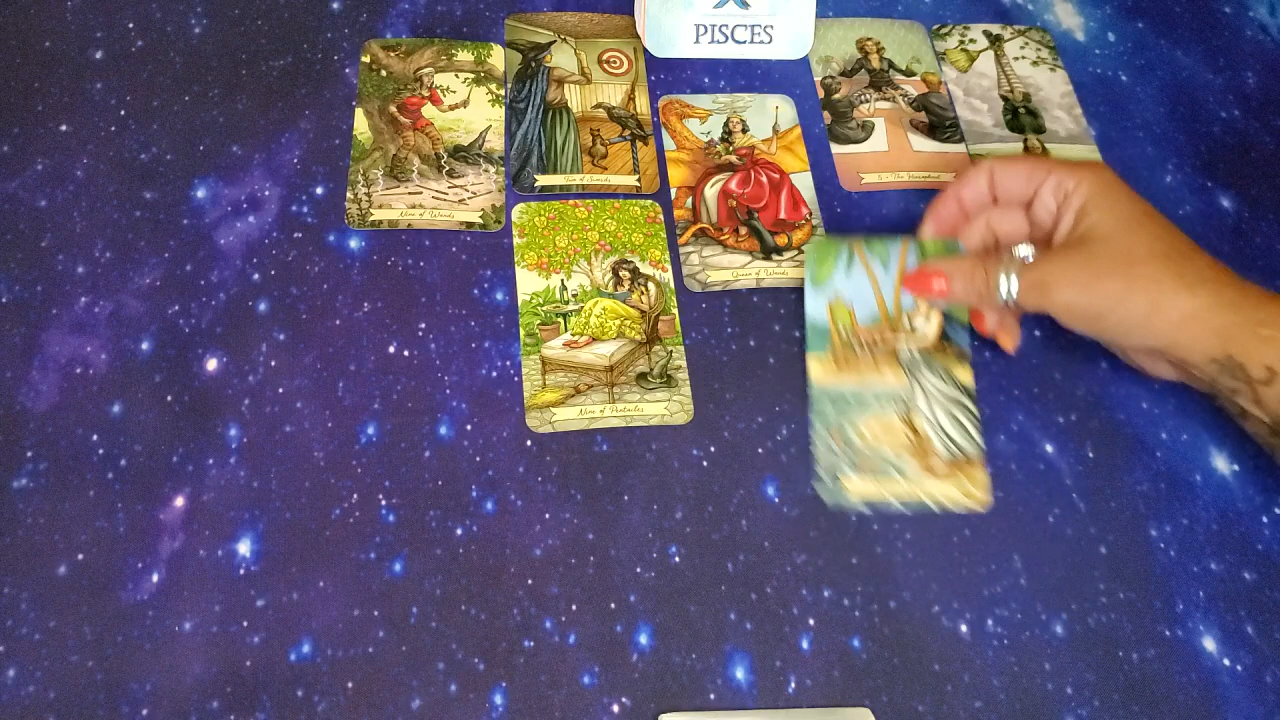 PISCES
Nine of Wands
Two of Swords
5 - The Hierophant
Queen of Wands
Nine of Pentacles